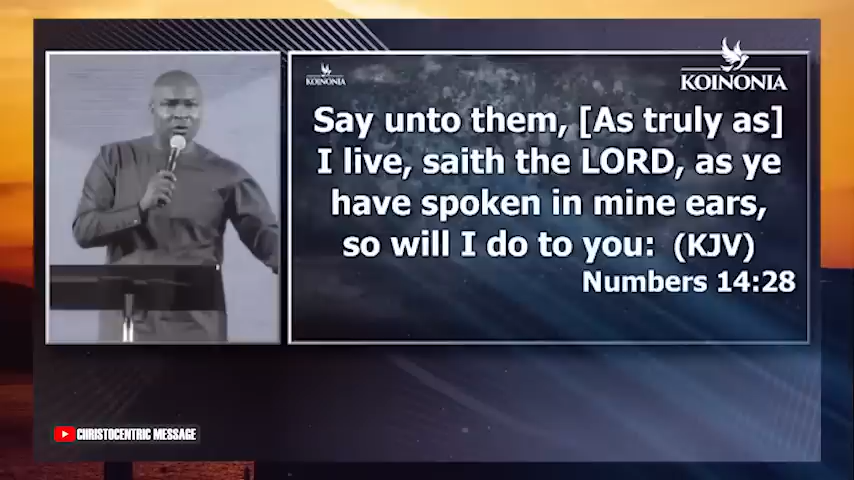 KOINONIA
KOINONIA
Say unto them, [As truly as]
I live, saith the LORD, as ye
have spoken in mine ears,
so will I do to you: (KJV)
Numbers 14:28
CHRISTOCENTRIC MESSAGE